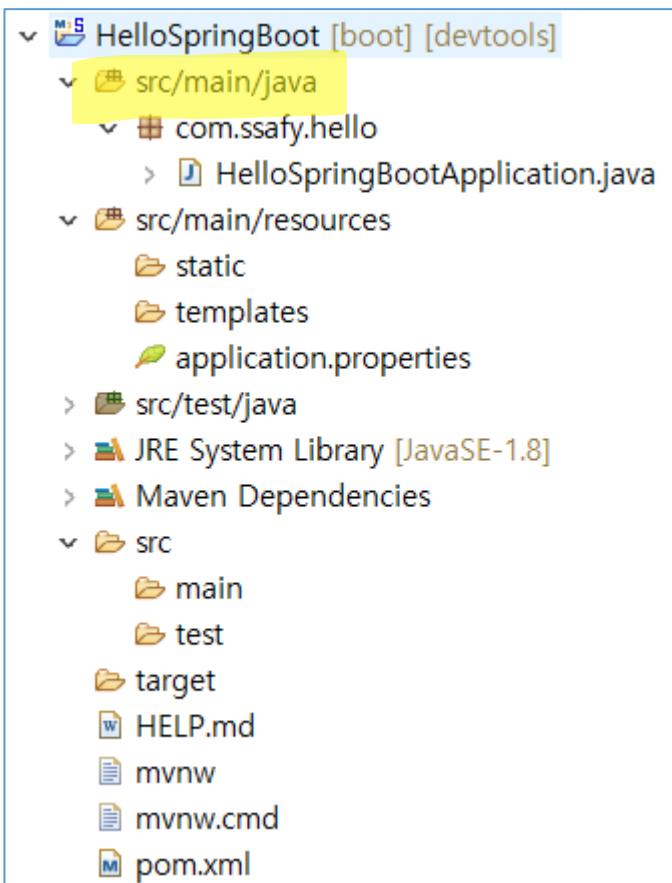 HelloSpringBoot [boot] [devtools]
src/main/java
com.ssafy.hello
HelloSpringBootApplication.java
src/main/resources
static
templates
application.properties
src/test/java
JRE System Library [JavaSE-1.8]
Maven Dependencies
src
main
test
target
HELP.md
mvnw
mvnw.cmd
pom.xml